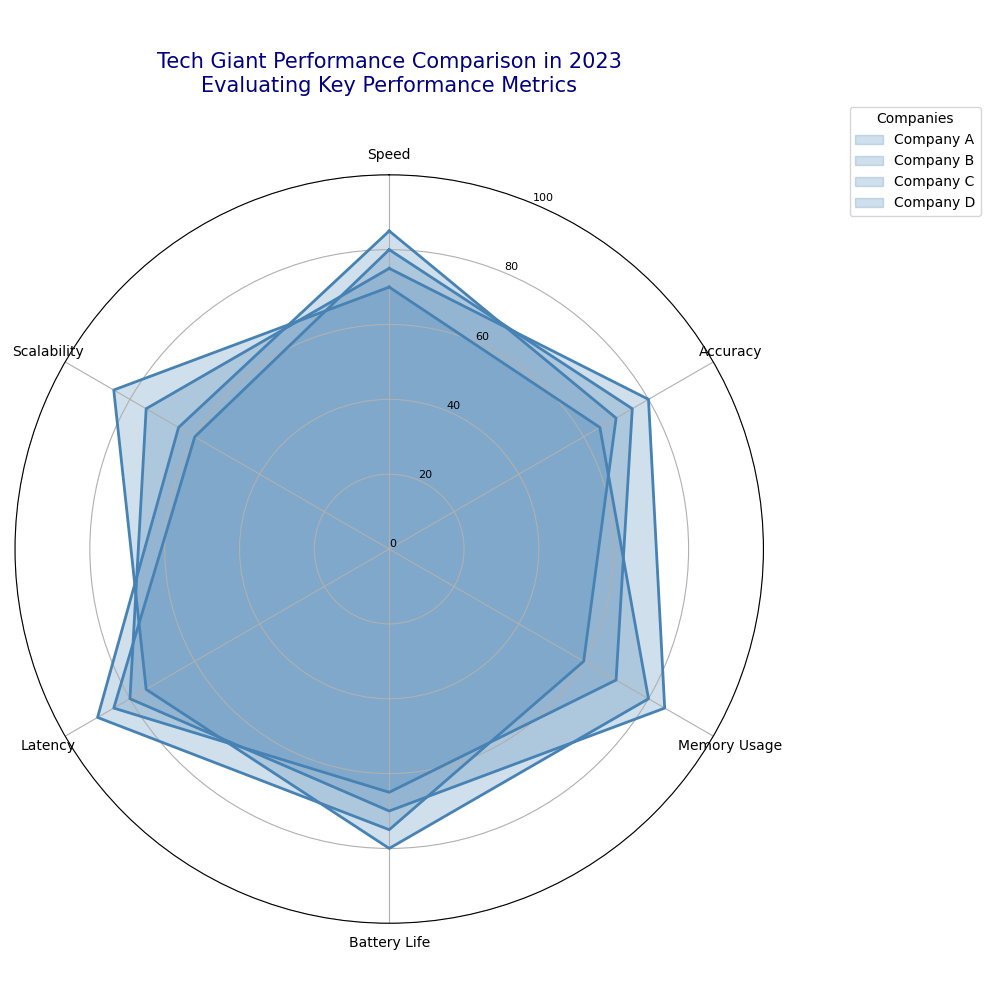 Tech Giant Performance Comparison in 2023
Evaluating Key Performance Metrics
Companies
Company A
Company B
Company C
Company D
Speed
100
80
60
40
20
0
Scalability
Accuracy
Latency
Memory Usage
Battery Life